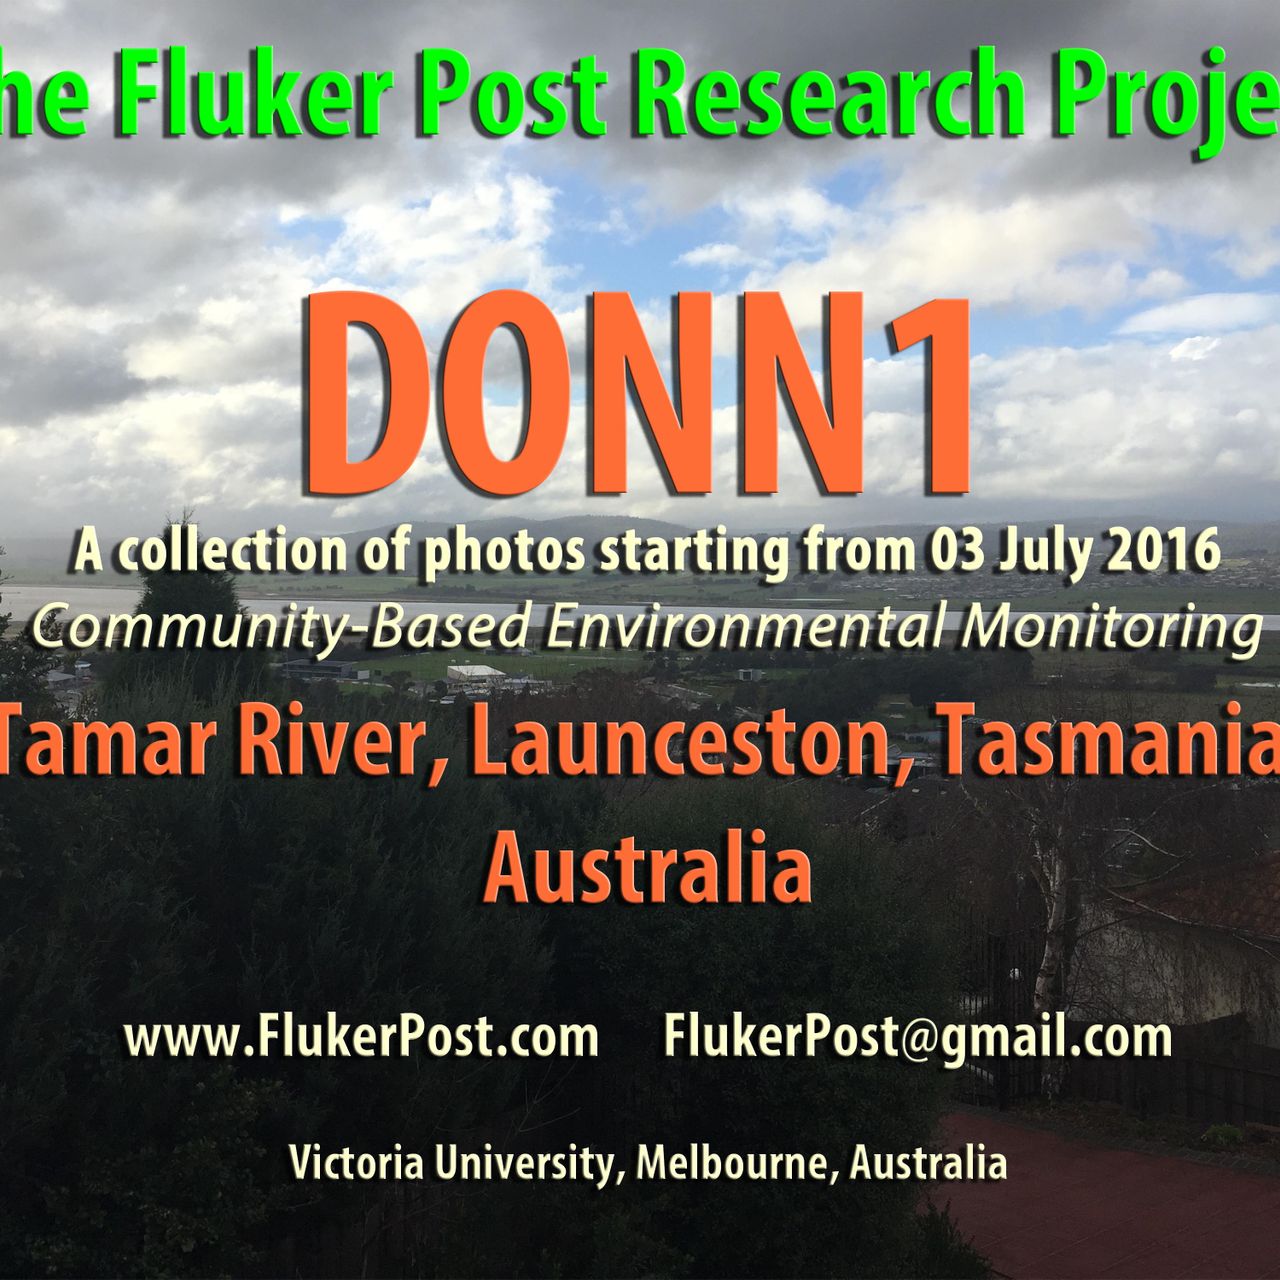 he Fluker Post Research Proje
DONN1
A collection of photos starting from 03 July 2016
Community-Based Environmental Monitoring
Tamar River, Launceston, Tasmania
Australia
www.FlukerPost.com FlukerPost@gmail.com
Victoria University, Melbourne, Australia